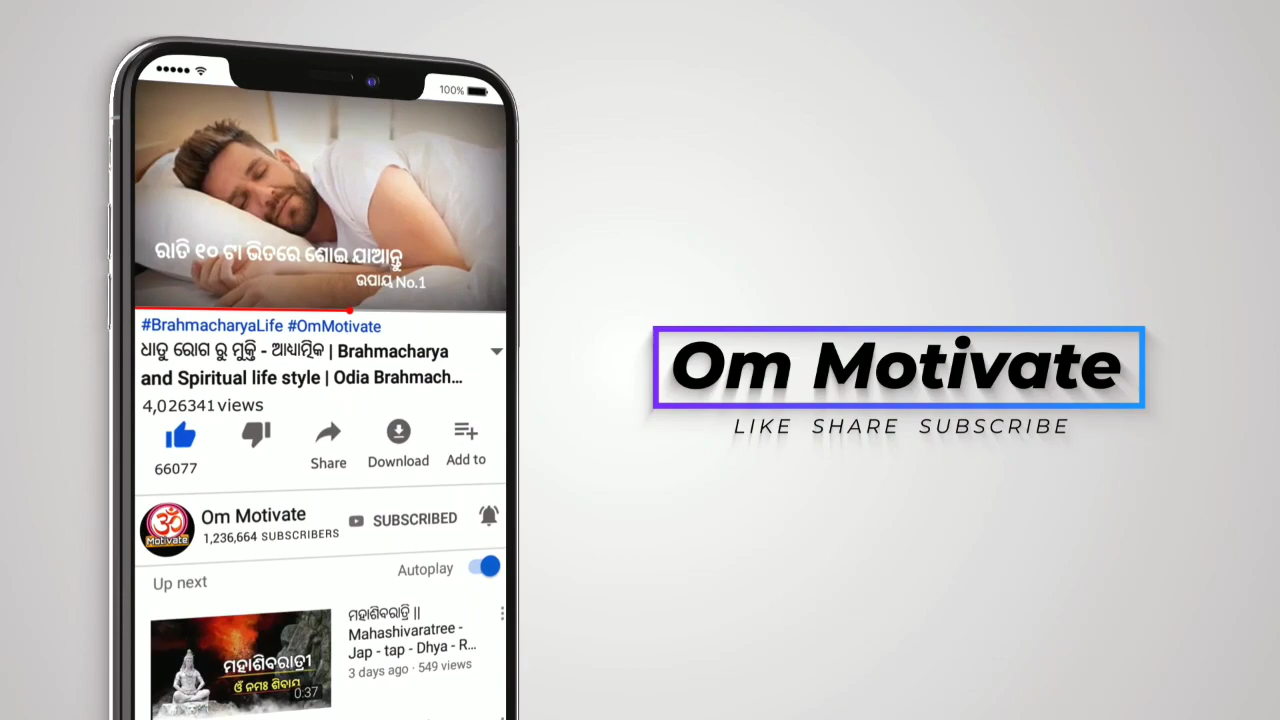 100%
ରାତି ୧୦ ଟା ଭିତରେ ଶୋଇ ଯାଆନ୍ତୁ
ଉପାୟ No.1
#BrahmacharyaLife #OmMotivate
ଧାତୁ ରୋଗ ରୁ ମୁକ୍ତି - ଆଧ୍ୟାତ୍ମିକ | Brahmacharya
and Spiritual life style | Odia Brahmach...
4,026341 views
66077
Share
Download
Add to
Om Motivate
1,236,664 SUBSCRIBERS
SUBSCRIBED
Motivate
Up next
Autoplay
ମହାଶିବରାତ୍ରି ||
Mahashivaratree -
Jap - tap - Dhya - R...
3 days ago · 549 views
ମହାଶିବରାତ୍ରୀ
ଓଁ ନମଃ ଶିବାୟ
0:37
Om Motivate
LIKE SHARE SUBSCRIBE